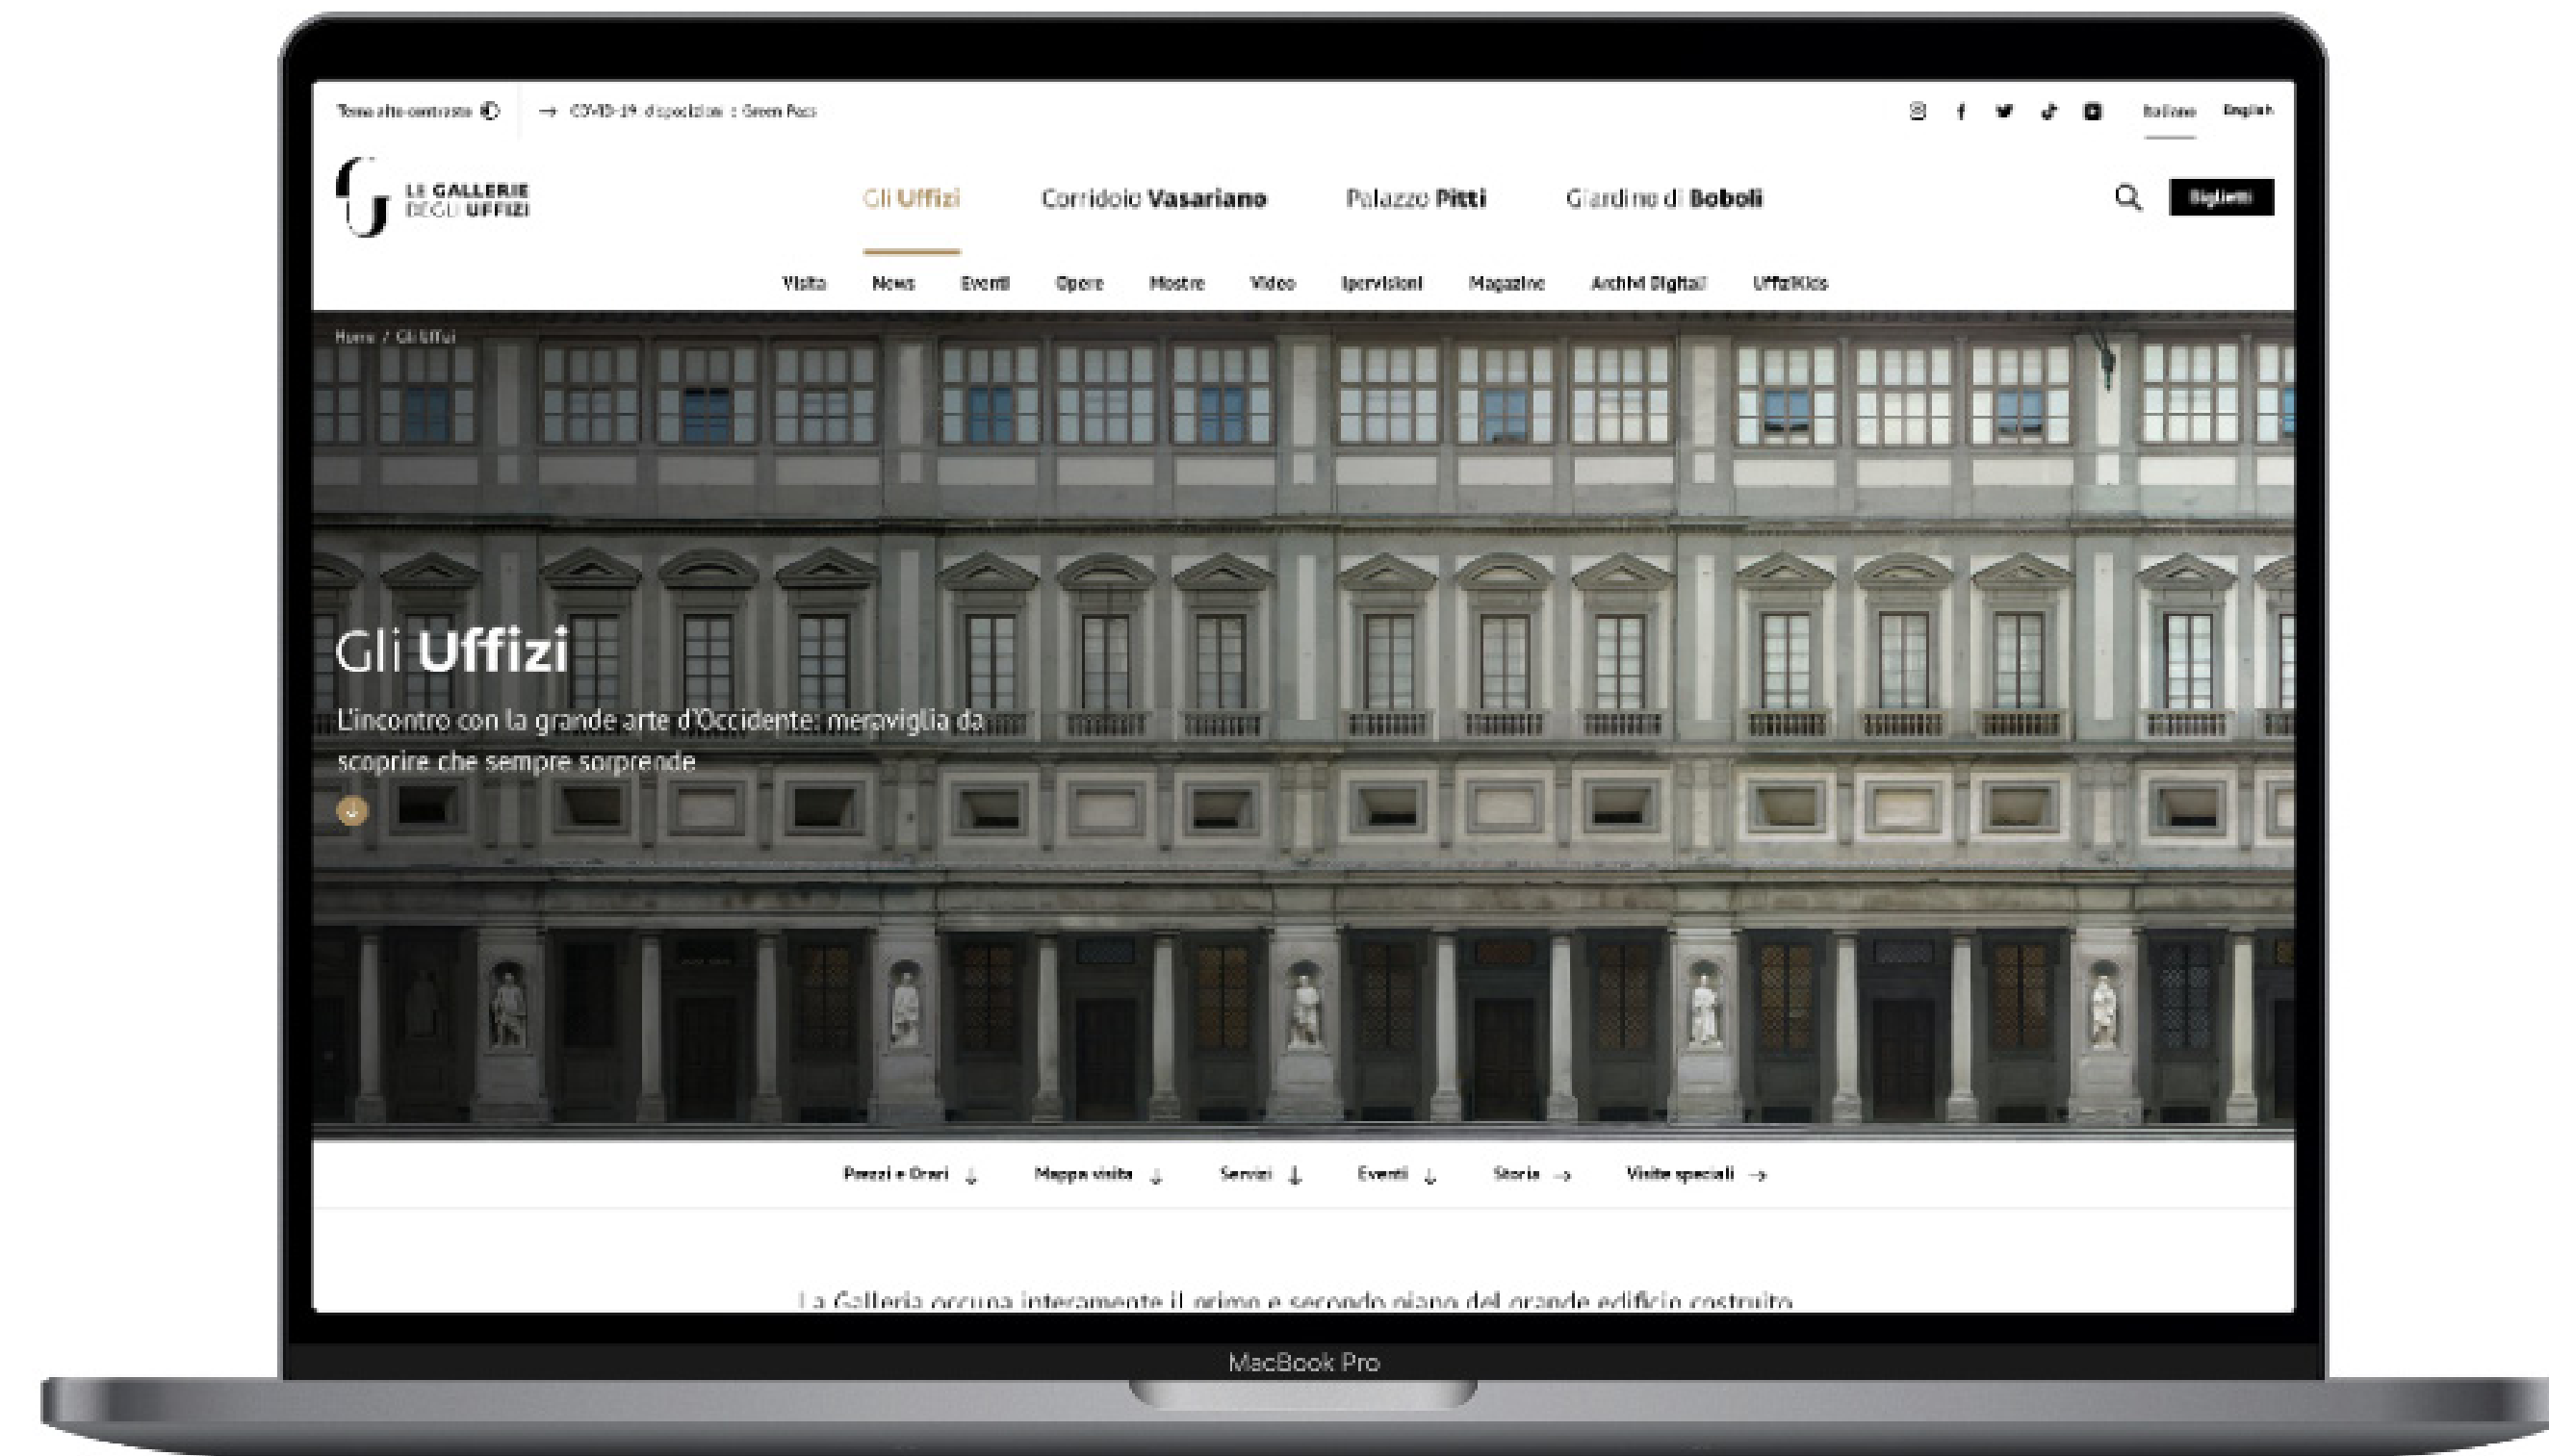 Tema alto contrasto
→ COVID-19: disposizioni e Green Pass
Italiano English
LE GALLERIE
DEGLI UFFIZI
Gli Uffizi Corridoio Vasariano Palazzo Pitti Giardino di Boboli
Biglietti
Visita News Eventi Opere Mostre Video Ipervisioni Magazine Archivi Digitali UffiziKids
Home / Gli Uffizi
Gli Uffizi
L'incontro con la grande arte d'Occidente: meraviglia da
scoprire che sempre sorprende
Prezzi e Orari ↓ Mappa visita ↓ Servizi ↓ Eventi ↓ Storia → Visite speciali →
La Galleria occupa interamente il primo e secondo piano del grande edificio costruito
MacBook Pro